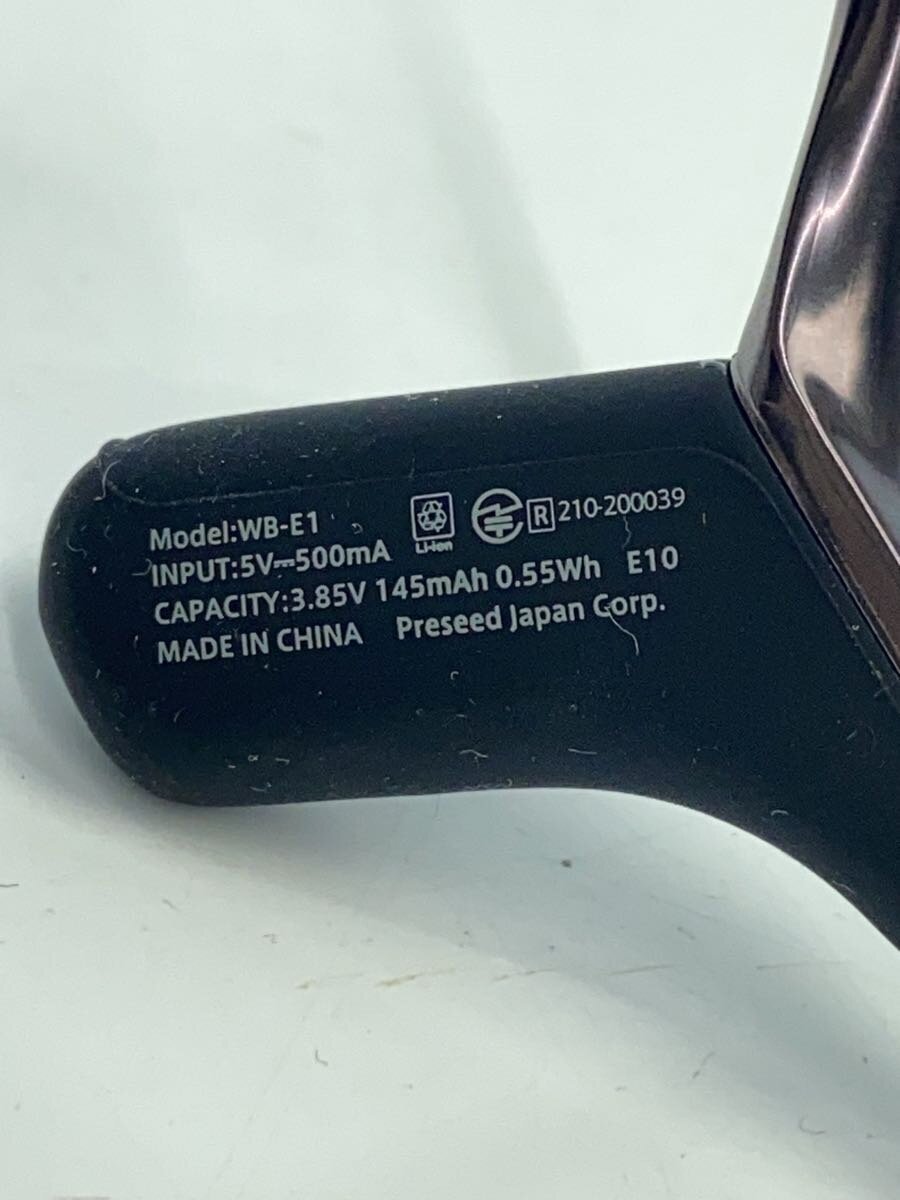 Model:WB-E1
Li-ion
R 210-200039
INPUT:5V⎓500mA
CAPACITY:3.85V 145mAh 0.55Wh E10
MADE IN CHINA Preseed Japan Corp.